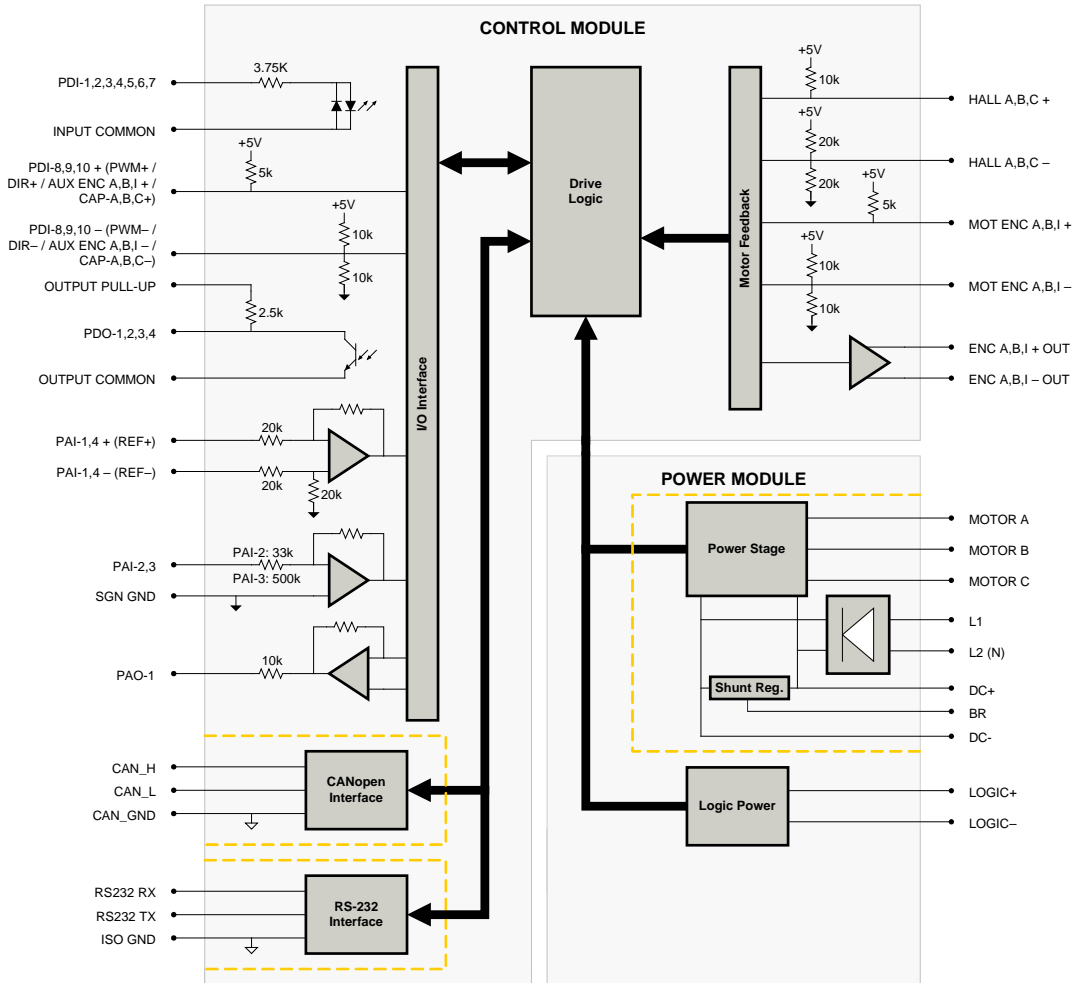 CONTROL MODULE
PDI-1,2,3,4,5,6,7
3.75K
INPUT COMMON
+5V
PDI-8,9,10 + (PWM+ /
DIR+ / AUX ENC A,B,I + /
CAP-A,B,C+)
5k
PDI-8,9,10 – (PWM– /
DIR– / AUX ENC A,B,I – /
CAP-A,B,C–)
+5V
10k
10k
OUTPUT PULL-UP
2.5k
PDO-1,2,3,4
OUTPUT COMMON
PAI-1,4 + (REF+)
20k
PAI-1,4 – (REF–)
20k
20k
PAI-2,3
PAI-2: 33k
PAI-3: 500k
SGN GND
PAO-1
10k
I/O Interface
Drive
Logic
Motor Feedback
+5V
10k
HALL A,B,C +
+5V
20k
HALL A,B,C –
20k
+5V
5k
MOT ENC A,B,I +
+5V
10k
MOT ENC A,B,I –
10k
ENC A,B,I + OUT
ENC A,B,I – OUT
CAN_H
CAN_L
CAN_GND
CANopen
Interface
RS232 RX
RS232 TX
ISO GND
RS-232
Interface
POWER MODULE
Power Stage
MOTOR A
MOTOR B
MOTOR C
L1
L2 (N)
Shunt Reg.
DC+
BR
DC-
Logic Power
LOGIC+
LOGIC–